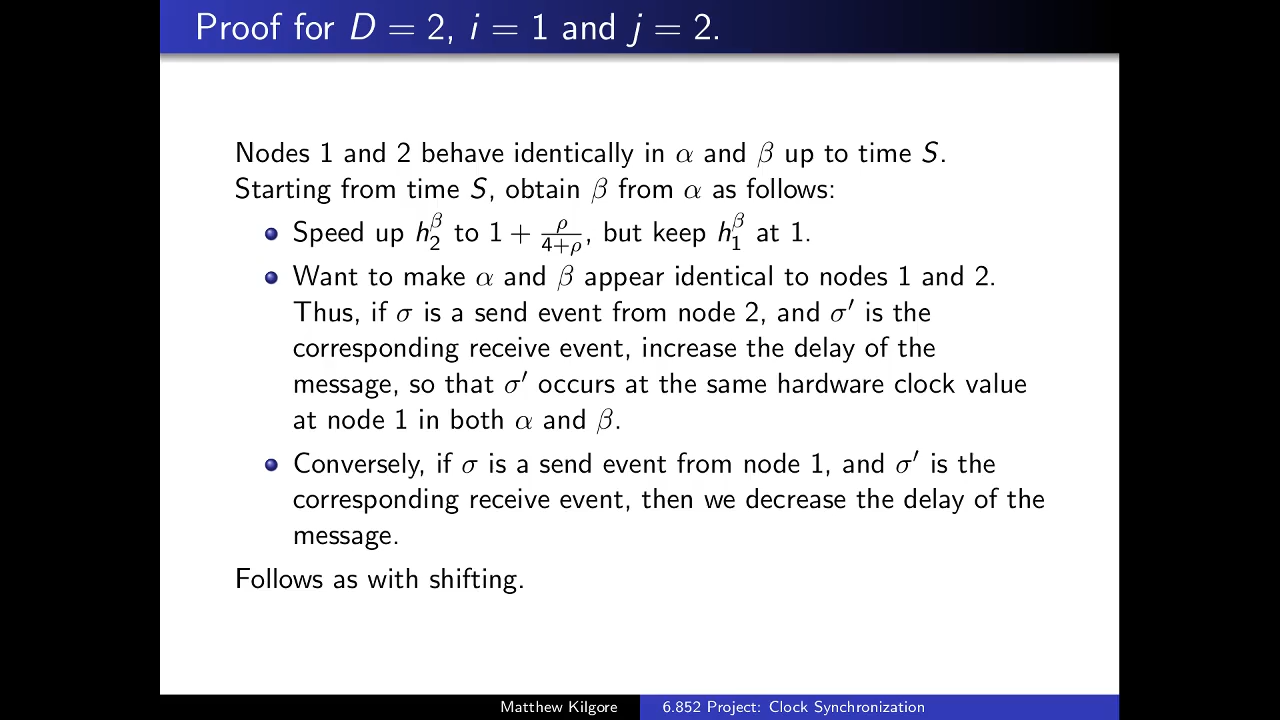 Proof for D = 2, i = 1 and j = 2.
Nodes 1 and 2 behave identically in α and β up to time S.
Starting from time S, obtain β from α as follows:
Speed up h₂^β to 1 + ρ/(4+ρ), but keep h₁^β at 1.
Want to make α and β appear identical to nodes 1 and 2.
Thus, if σ is a send event from node 2, and σ′ is the
corresponding receive event, increase the delay of the
message, so that σ′ occurs at the same hardware clock value
at node 1 in both α and β.
Conversely, if σ is a send event from node 1, and σ′ is the
corresponding receive event, then we decrease the delay of the
message.
Follows as with shifting.
Matthew Kilgore
6.852 Project: Clock Synchronization